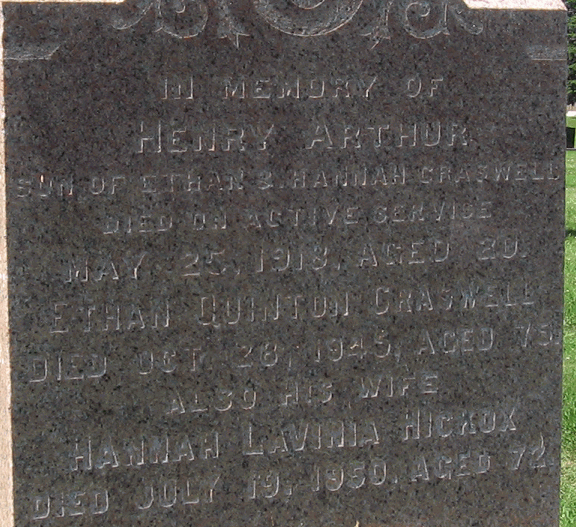 IN MEMORY OF
HENRY ARTHUR
SON OF ETHAN & HANNAH CRASWELL
DIED ON ACTIVE SERVICE
MAY 25, 1918, AGED 20.
ETHAN QUINTON CRASWELL
DIED OCT 28, 1945, AGED 75.
ALSO HIS WIFE
HANNAH LAVINIA HICKOX
DIED JULY 19, 1950. AGED 72.